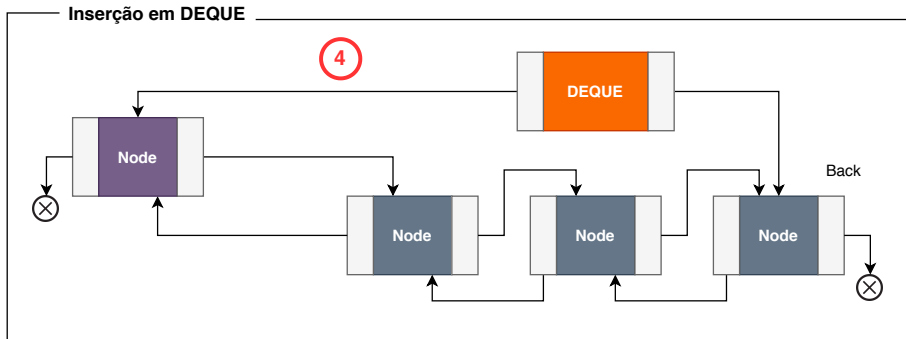 Inserção em DEQUE
4
DEQUE
Node
Back
Node
Node
Node